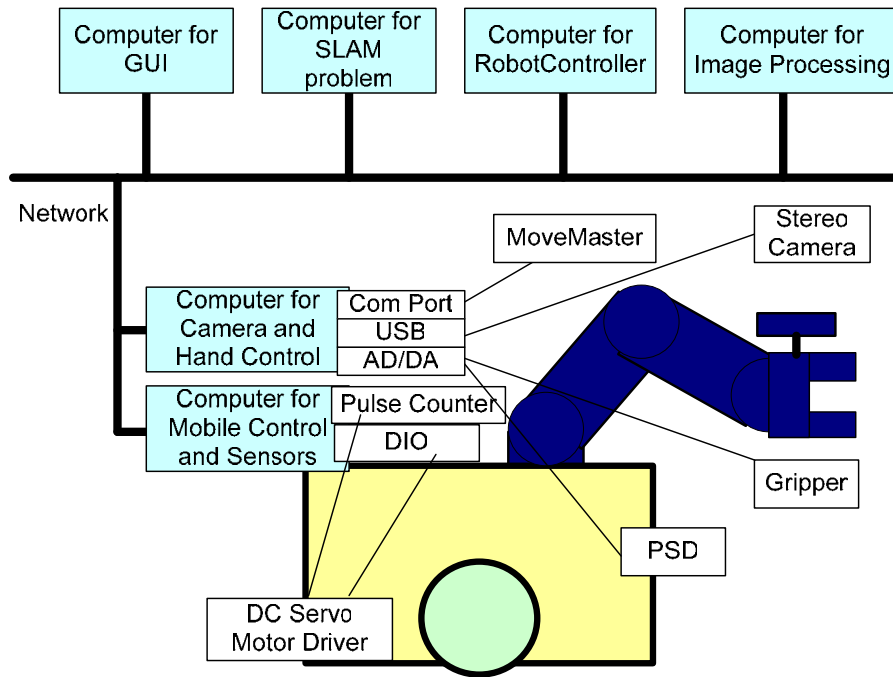 Computer for
GUI
Computer for
SLAM
problem
Computer for
RobotController
Computer for
Image Processing
Network
MoveMaster
Stereo
Camera
Computer for
Camera and
Hand Control
Com Port
USB
AD/DA
Computer for
Mobile Control
and Sensors
Pulse Counter
DIO
Gripper
PSD
DC Servo
Motor Driver